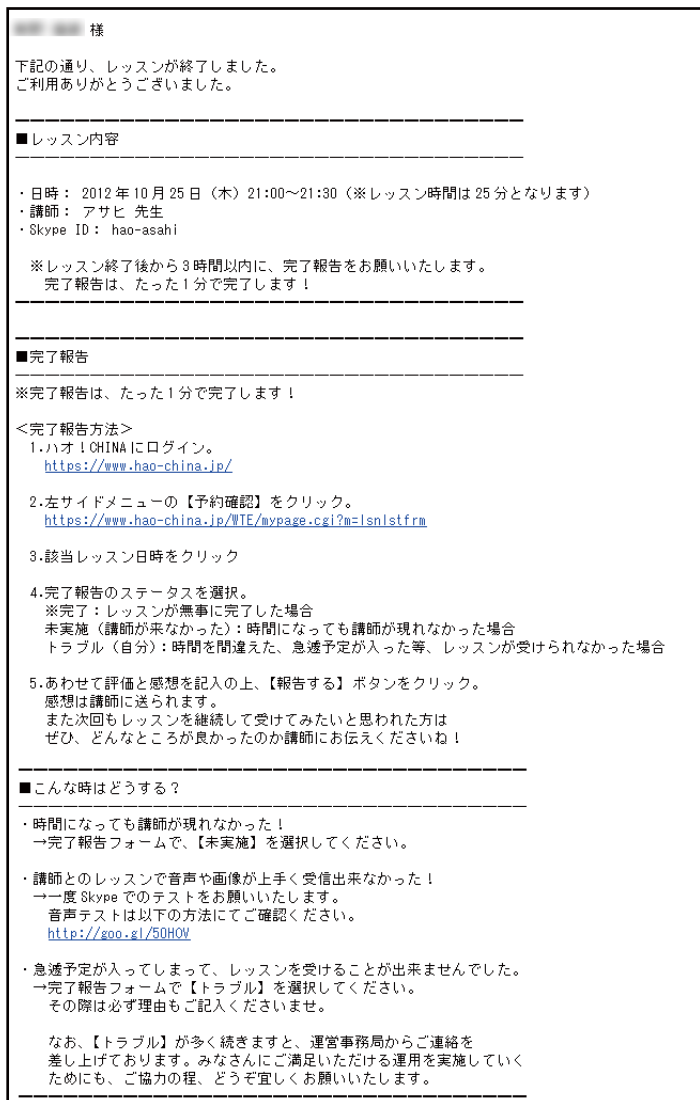 様
下記の通り、レッスンが終了しました。
ご利用ありがとうございました。
■レッスン内容
・日時： 2012年10月25日（木）21:00～21:30（※レッスン時間は25分となります）
・講師： アサヒ 先生
・Skype ID： hao-asahi
※レッスン終了後から3時間以内に、完了報告をお願いいたします。
完了報告は、たった1分で完了します！
■完了報告
※完了報告は、たった1分で完了します！
＜完了報告方法＞
1.ハオ！CHINAにログイン。
https://www.hao-china.jp/
2.左サイドメニューの【予約確認】をクリック。
https://www.hao-china.jp/WTE/mypage.cgi?m=lsnlstfrm
3.該当レッスン日時をクリック
4.完了報告のステータスを選択。
※完了：レッスンが無事に完了した場合
未実施（講師が来なかった）：時間になっても講師が現れなかった場合
トラブル（自分）：時間を間違えた、急遽予定が入った等、レッスンが受けられなかった場合
5.あわせて評価と感想を記入の上、【報告する】ボタンをクリック。
感想は講師に送られます。
また次回もレッスンを継続して受けてみたいと思われた方は
ぜひ、どんなところが良かったのか講師にお伝えくださいね！
■こんな時はどうする？
・時間になっても講師が現れなかった！
→完了報告フォームで、【未実施】を選択してください。
・講師とのレッスンで音声や画像が上手く受信出来なかった！
→一度Skypeでのテストをお願いいたします。
音声テストは以下の方法にてご確認ください。
http://goo.gl/50HOV
・急遽予定が入ってしまって、レッスンを受けることが出来ませんでした。
→完了報告フォームで【トラブル】を選択してください。
その際は必ず理由もご記入くださいませ。
なお、【トラブル】が多く続きますと、運営事務局からご連絡を
差し上げております。みなさんにご満足いただける運用を実施していく
ためにも、ご協力の程、どうぞ宜しくお願いいたします。